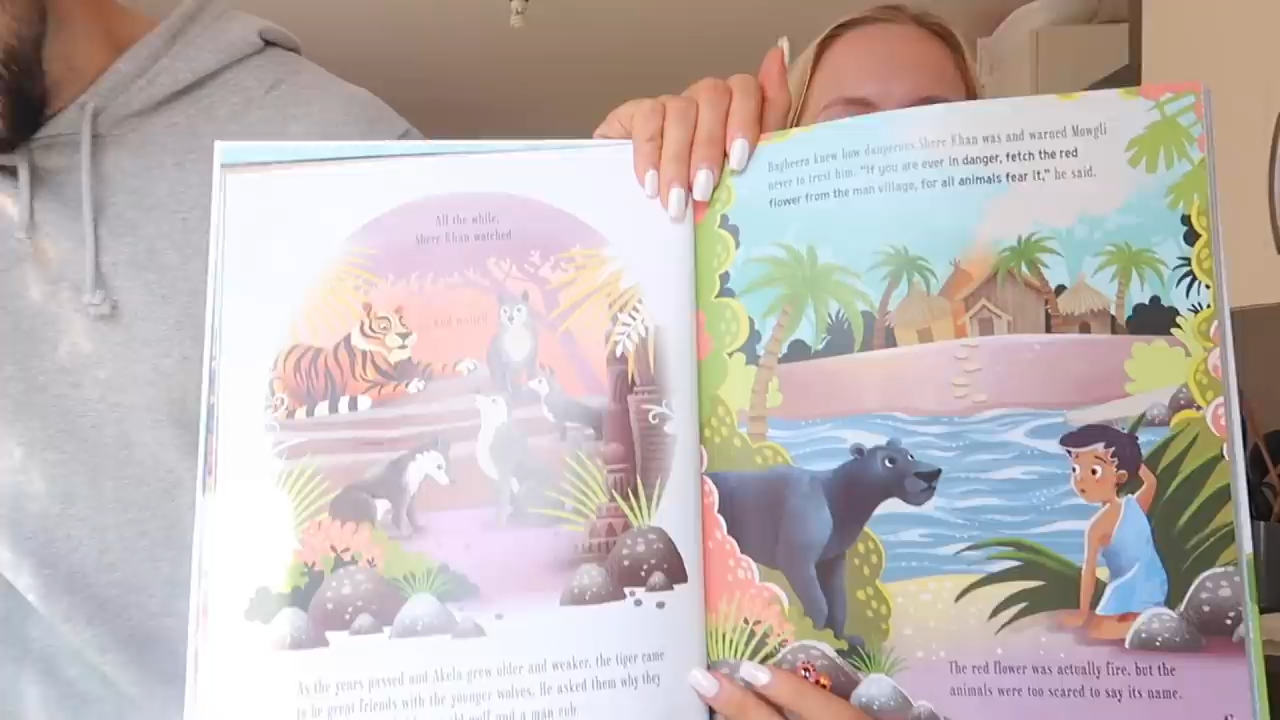 All the while,
Shere Khan watched
and waited
As the years passed and Akela grew older and weaker, the tiger came
to be great friends with the younger wolves. He asked them why they
wolf and a man cub.
Bagheera knew how dangerous Shere Khan was and warned Mowgli
never to trust him. "If you are ever in danger, fetch the red
flower from the man village, for all animals fear it," he said.
The red flower was actually fire, but the
animals were too scared to say its name.